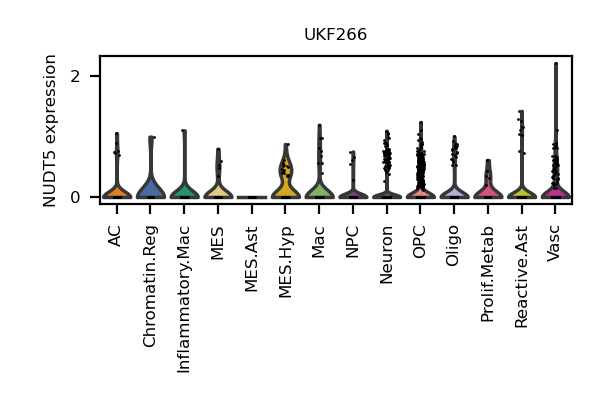 UKF266
NUDT5 expression
2
0
AC
Chromatin.Reg
Inflammatory.Mac
MES
MES.Ast
MES.Hyp
Mac
NPC
Neuron
OPC
Oligo
Prolif.Metab
Reactive.Ast
Vasc